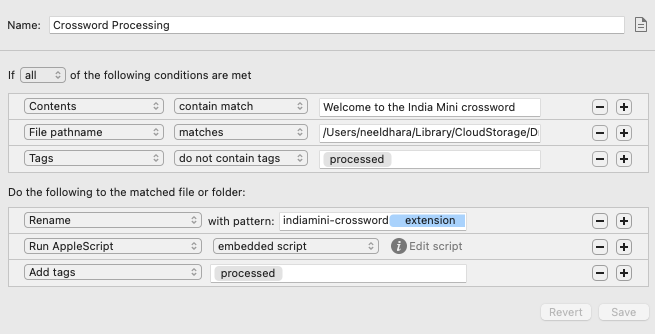 Name: Crossword Processing
If all of the following conditions are met
Contents contain match Welcome to the India Mini crossword
File pathname matches /Users/neeldhara/Library/CloudStorage/D
Tags do not contain tags processed
Do the following to the matched file or folder:
Rename with pattern: indiamini-crossword extension
Run AppleScript embedded script i Edit script
Add tags processed
Revert Save